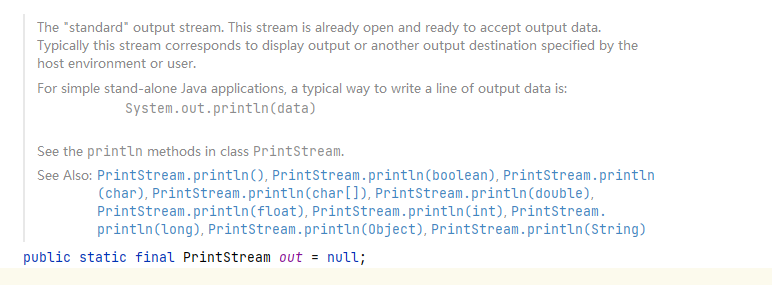 The "standard" output stream. This stream is already open and ready to accept output data.
Typically this stream corresponds to display output or another output destination specified by the
host environment or user.
For simple stand-alone Java applications, a typical way to write a line of output data is:
System.out.println(data)
See the println methods in class PrintStream.
See Also: PrintStream.println(), PrintStream.println(boolean), PrintStream.println
(char), PrintStream.println(char[]), PrintStream.println(double),
PrintStream.println(float), PrintStream.println(int), PrintStream.
println(long), PrintStream.println(Object), PrintStream.println(String)
public static final PrintStream out = null;